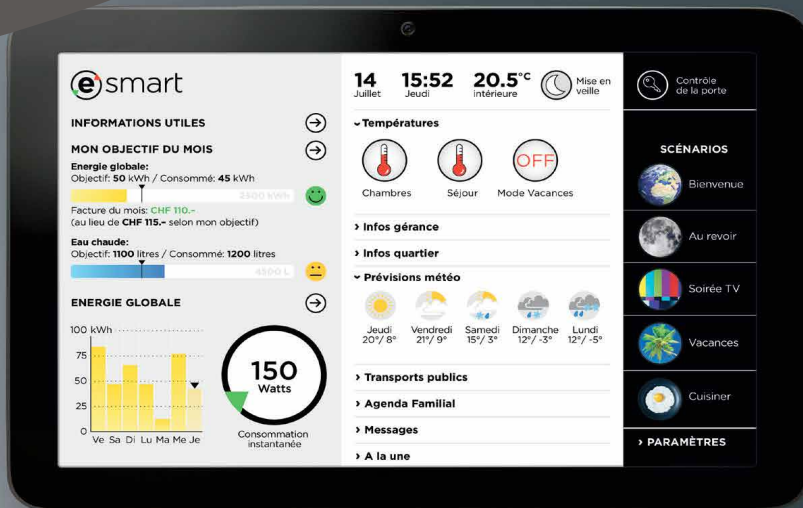 esmart
INFORMATIONS UTILES
MON OBJECTIF DU MOIS
Energie globale:
Objectif: 50 kWh / Consommé: 45 kWh
2500 kWh
Facture du mois: CHF 110.-
(au lieu de CHF 115.- selon mon objectif)
Eau chaude:
Objectif: 1100 litres / Consommé: 1200 litres
4500 L
ENERGIE GLOBALE
100 kWh
75
50
25
0
Ve Sa Di Lu Ma Me Je
150
Watts
Consommation
instantanée
14 15:52 20.5°C Mise en
Juillet Jeudi intérieure veille
Températures
OFF
Chambres Séjour Mode Vacances
› Infos gérance
› Infos quartier
Prévisions météo
Jeudi Vendredi Samedi Dimanche Lundi
20°/ 8° 21°/ 9° 15°/ 3° 12°/ -3° 12°/ -5°
› Transports publics
› Agenda Familial
› Messages
› A la une
Contrôle
de la porte
SCÉNARIOS
Bienvenue
Au revoir
Soirée TV
Vacances
Cuisiner
› PARAMÈTRES